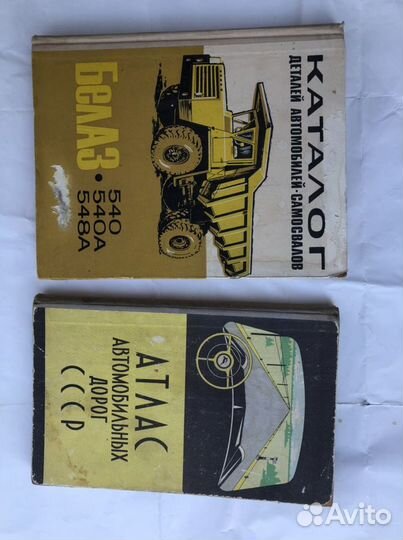 КАТАЛОГ
ДЕТАЛЕЙ АВТОМОБИЛЕЙ-САМОСВАЛОВ
БелАЗ • 540
540А
548А
АТЛАС
АВТОМОБИЛЬНЫХ
ДОРОГ
СССР
Avito